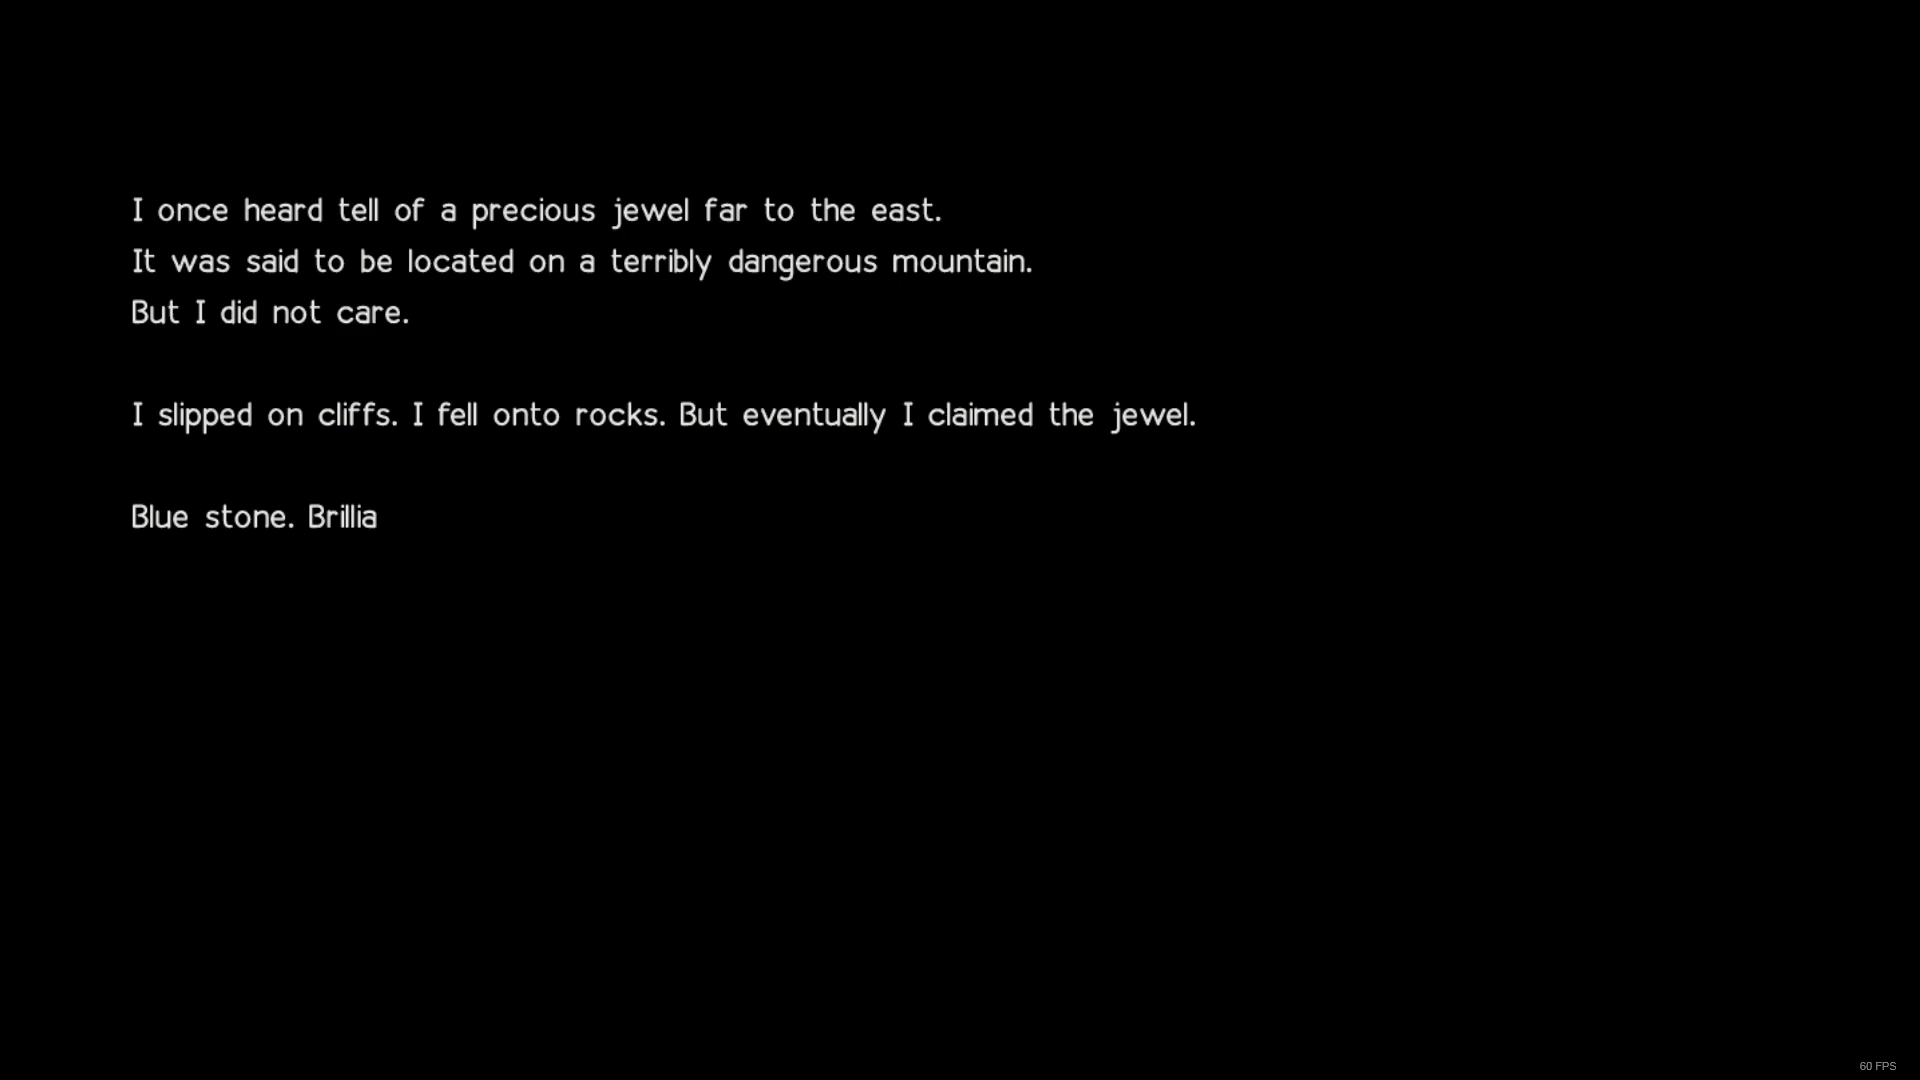 I once heard tell of a precious jewel far to the east.
It was said to be located on a terribly dangerous mountain.
But I did not care.
I slipped on cliffs. I fell onto rocks. But eventually I claimed the jewel.
Blue stone. Brillia
60 FPS